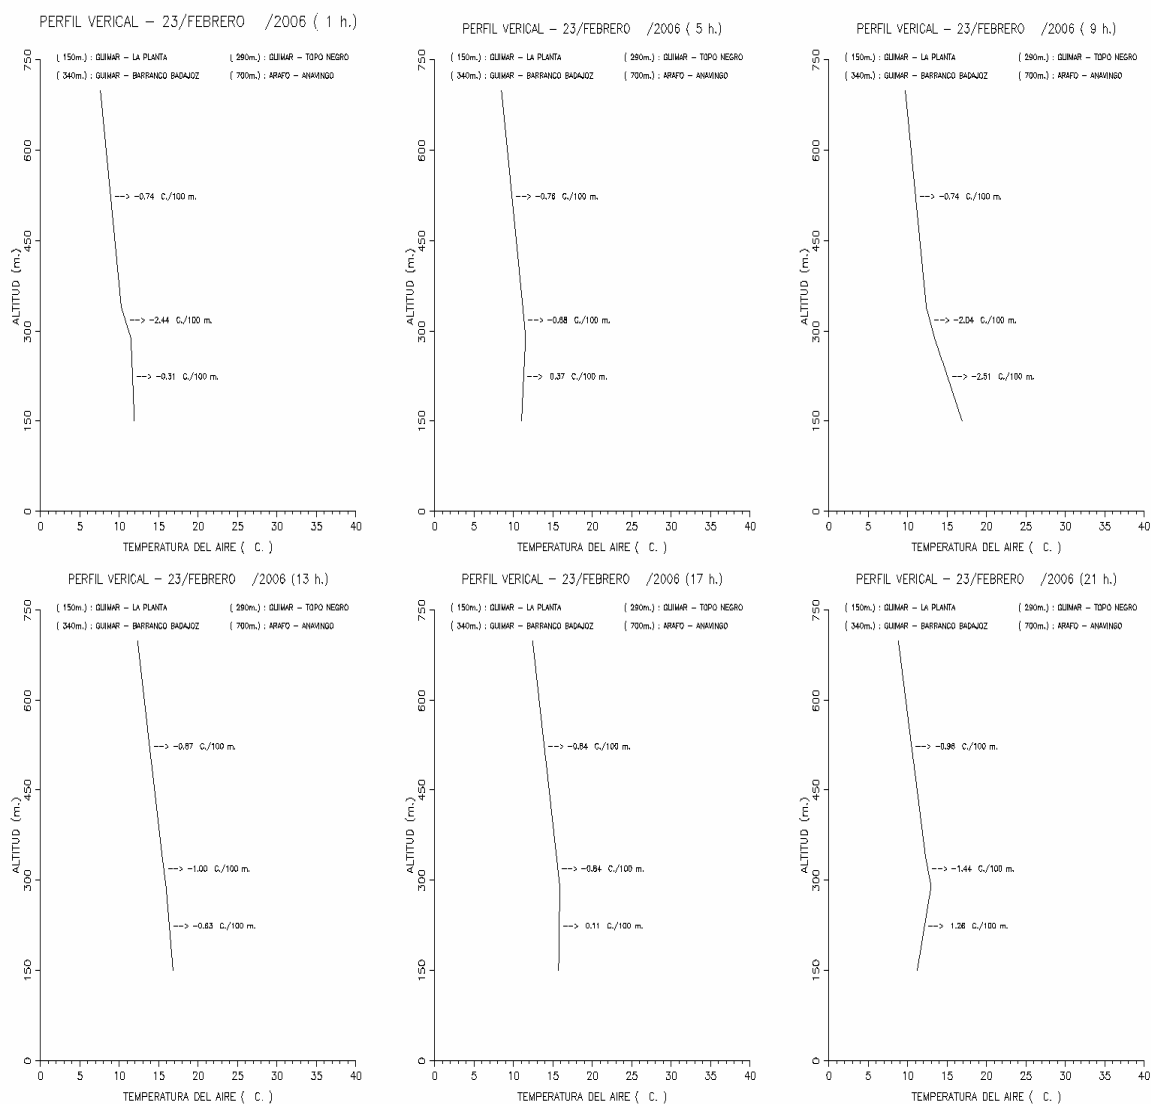 PERFIL VERICAL – 23/FEBRERO /2006 ( 1 h.)
( 150m.) : GUIMAR – LA PLANTA ( 290m.) : GUIMAR – TOPO NEGRO
( 340m.) : GUIMAR – BARRANCO BADAJOZ ( 700m.) : ARAFO – ANAVINGO
750
600
450
300
150
0
ALTITUD (m.)
--> -0.74 C./100 m.
--> -2.44 C./100 m.
--> -0.31 C./100 m.
0 5 10 15 20 25 30 35 40
TEMPERATURA DEL AIRE ( C. )
PERFIL VERICAL – 23/FEBRERO /2006 ( 5 h.)
( 150m.) : GUIMAR – LA PLANTA ( 290m.) : GUIMAR – TOPO NEGRO
( 340m.) : GUIMAR – BARRANCO BADAJOZ ( 700m.) : ARAFO – ANAVINGO
750
600
450
300
150
0
ALTITUD (m.)
--> -0.76 C./100 m.
--> -0.68 C./100 m.
--> 0.37 C./100 m.
0 5 10 15 20 25 30 35 40
TEMPERATURA DEL AIRE ( C. )
PERFIL VERICAL – 23/FEBRERO /2006 ( 9 h.)
( 150m.) : GUIMAR – LA PLANTA ( 290m.) : GUIMAR – TOPO NEGRO
( 340m.) : GUIMAR – BARRANCO BADAJOZ ( 700m.) : ARAFO – ANAVINGO
750
600
450
300
150
0
ALTITUD (m.)
--> -0.74 C./100 m.
--> -2.04 C./100 m.
--> -2.51 C./100 m.
0 5 10 15 20 25 30 35 40
TEMPERATURA DEL AIRE ( C. )
PERFIL VERICAL – 23/FEBRERO /2006 (13 h.)
( 150m.) : GUIMAR – LA PLANTA ( 290m.) : GUIMAR – TOPO NEGRO
( 340m.) : GUIMAR – BARRANCO BADAJOZ ( 700m.) : ARAFO – ANAVINGO
750
600
450
300
150
0
ALTITUD (m.)
--> -0.87 C./100 m.
--> -1.00 C./100 m.
--> -0.63 C./100 m.
0 5 10 15 20 25 30 35 40
TEMPERATURA DEL AIRE ( C. )
PERFIL VERICAL – 23/FEBRERO /2006 (17 h.)
( 150m.) : GUIMAR – LA PLANTA ( 290m.) : GUIMAR – TOPO NEGRO
( 340m.) : GUIMAR – BARRANCO BADAJOZ ( 700m.) : ARAFO – ANAVINGO
750
600
450
300
150
0
ALTITUD (m.)
--> -0.84 C./100 m.
--> -0.84 C./100 m.
--> 0.11 C./100 m.
0 5 10 15 20 25 30 35 40
TEMPERATURA DEL AIRE ( C. )
PERFIL VERICAL – 23/FEBRERO /2006 (21 h.)
( 150m.) : GUIMAR – LA PLANTA ( 290m.) : GUIMAR – TOPO NEGRO
( 340m.) : GUIMAR – BARRANCO BADAJOZ ( 700m.) : ARAFO – ANAVINGO
750
600
450
300
150
0
ALTITUD (m.)
--> -0.96 C./100 m.
--> -1.44 C./100 m.
--> 1.26 C./100 m.
0 5 10 15 20 25 30 35 40
TEMPERATURA DEL AIRE ( C. )